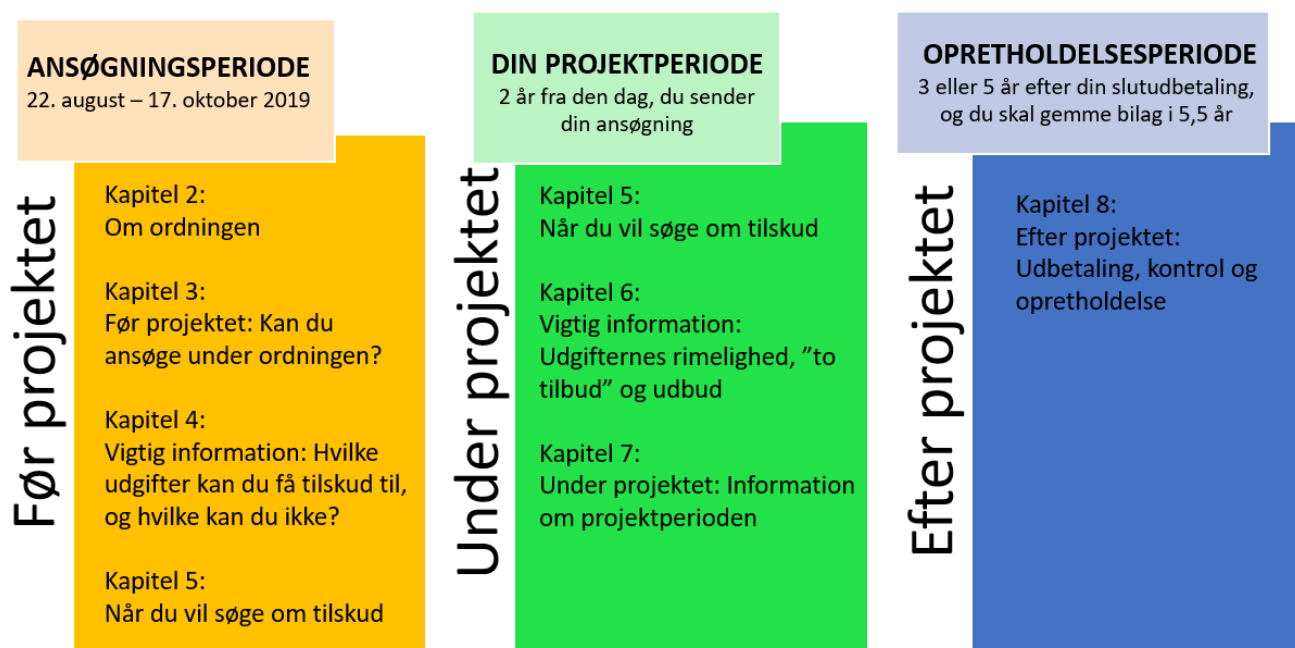 ANSØGNINGSPERIODE
22. august – 17. oktober 2019
Før projektet
Kapitel 2:
Om ordningen
Kapitel 3:
Før projektet: Kan du
ansøge under ordningen?
Kapitel 4:
Vigtig information: Hvilke
udgifter kan du få tilskud til,
og hvilke kan du ikke?
Kapitel 5:
Når du vil søge om tilskud
DIN PROJEKTPERIODE
2 år fra den dag, du sender
din ansøgning
Under projektet
Kapitel 5:
Når du vil søge om tilskud
Kapitel 6:
Vigtig information:
Udgifternes rimelighed, ”to
tilbud” og udbud
Kapitel 7:
Under projektet: Information
om projektperioden
OPRETHOLDELSESPERIODE
3 eller 5 år efter din slutudbetaling,
og du skal gemme bilag i 5,5 år
Efter projektet
Kapitel 8:
Efter projektet:
Udbetaling, kontrol og
opretholdelse